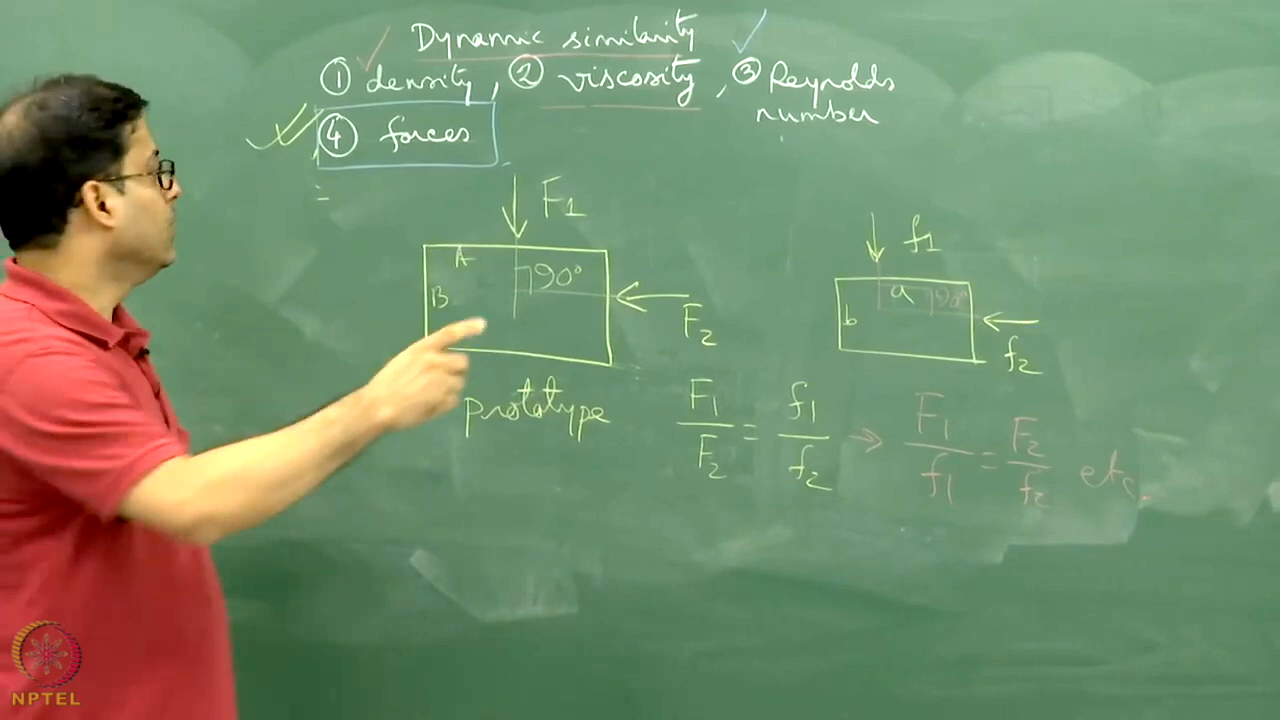 Dynamic similarity
① density, ② viscosity, ③ Reynolds
number
④ forces
F1
A
90°
B
F2
prototype
f1
a
90°
b
f2
F1/F2 = f1/f2 → F1/f1 = F2/f2 etc.
NPTEL